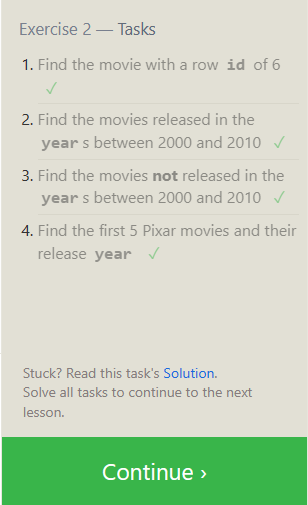 Exercise 2 — Tasks
1. Find the movie with a row id of 6
✓
2. Find the movies released in the
year s between 2000 and 2010 ✓
3. Find the movies not released in the
year s between 2000 and 2010 ✓
4. Find the first 5 Pixar movies and their
release year ✓
Stuck? Read this task's Solution.
Solve all tasks to continue to the next
lesson.
Continue ›